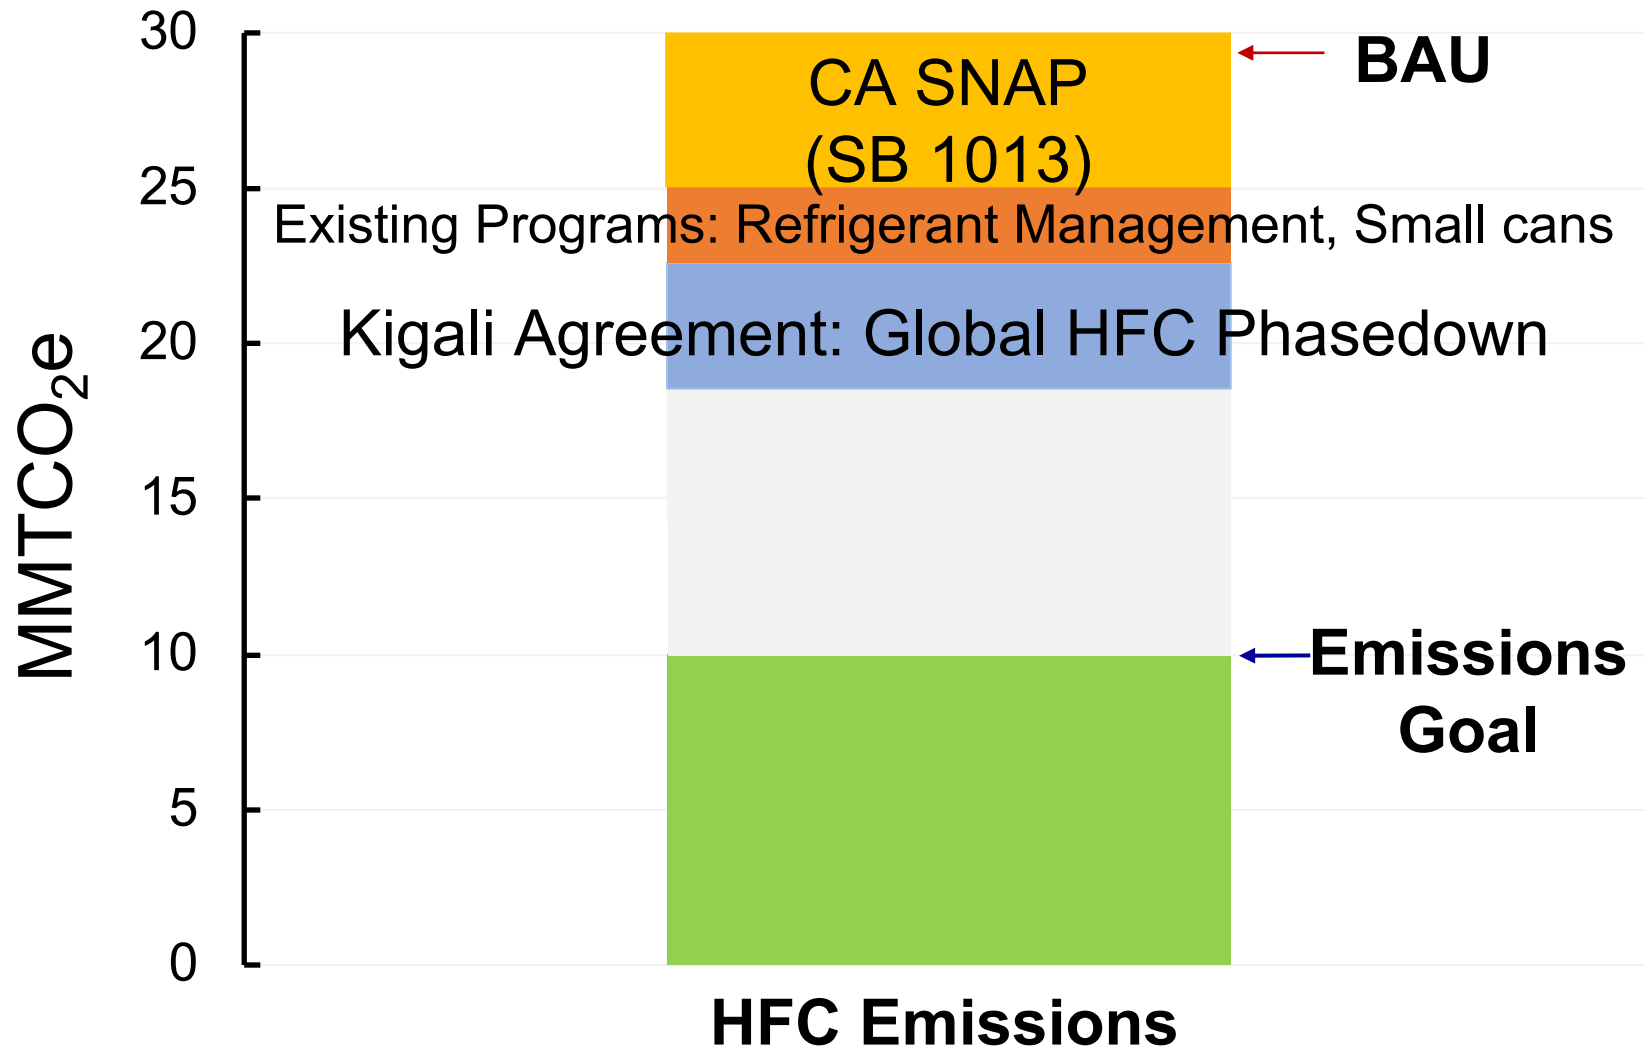 30
25
20
15
10
5
0
MMTCO₂e
CA SNAP
(SB 1013)
Existing Programs: Refrigerant Management, Small cans
Kigali Agreement: Global HFC Phasedown
BAU
Emissions
Goal
HFC Emissions